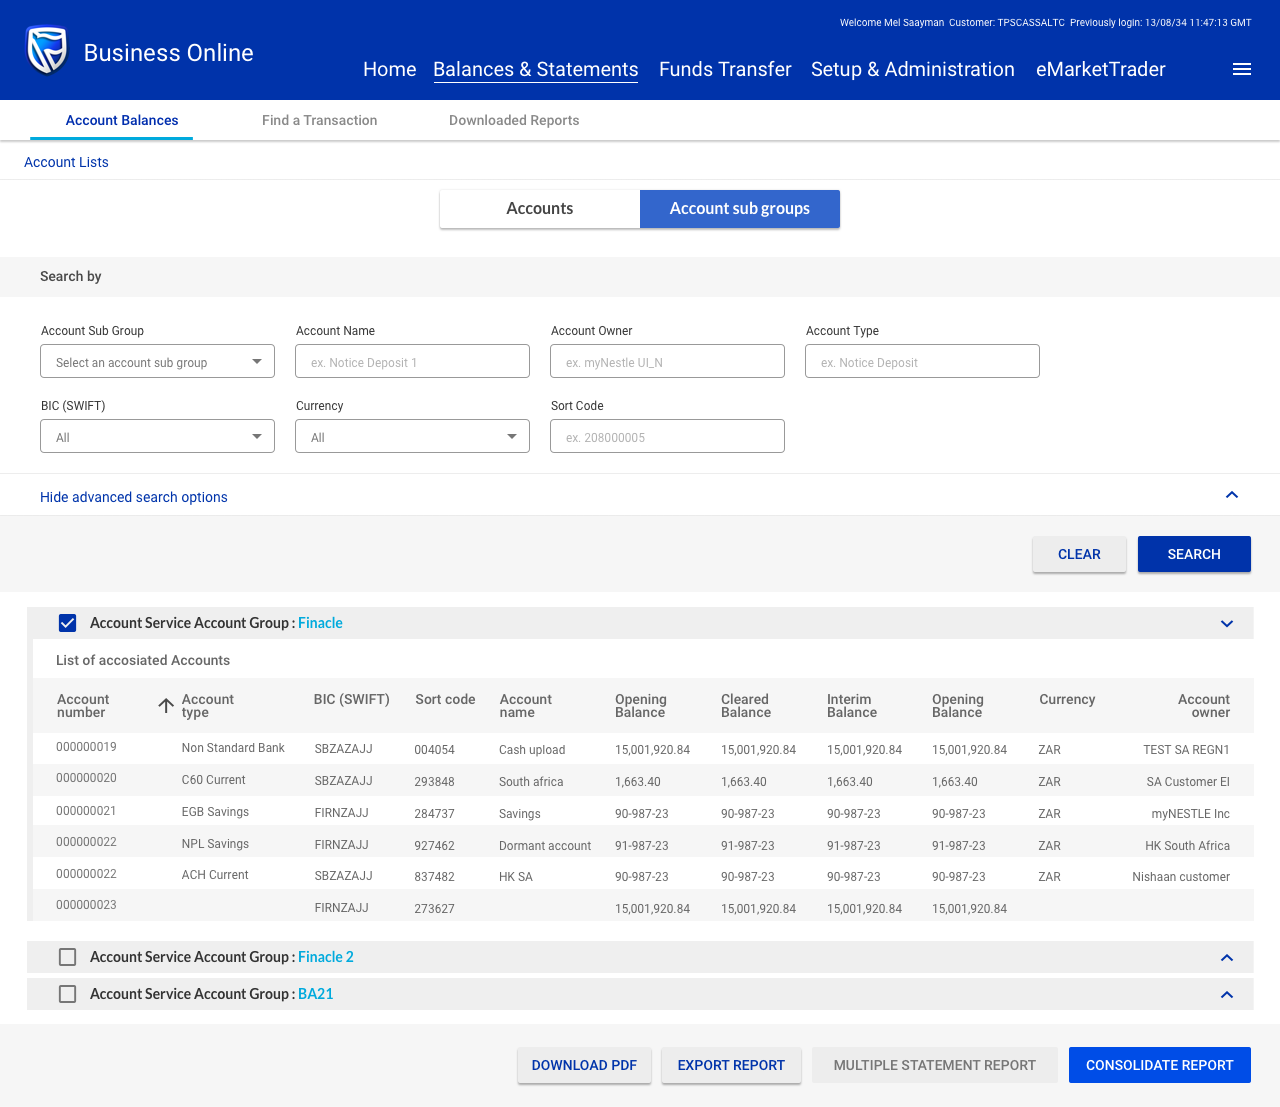 Welcome Mel Saayman  Customer: TPSCASSALTC  Previously login: 13/08/34 11:47:13 GMT
Business Online
Home Balances & Statements Funds Transfer Setup & Administration eMarketTrader
Account Balances Find a Transaction Downloaded Reports
Account Lists
Accounts Account sub groups
Search by
Account Sub Group Account Name Account Owner Account Type
Select an account sub group ex. Notice Deposit 1 ex. myNestle UI_N ex. Notice Deposit
BIC (SWIFT) Currency Sort Code
All All ex. 208000005
Hide advanced search options
CLEAR SEARCH
Account Service Account Group : Finacle
List of accosiated Accounts
Account Account BIC (SWIFT) Sort code Account Opening Cleared Interim Opening Currency Account
number type name Balance Balance Balance Balance owner
000000019 Non Standard Bank SBZAZAJJ 004054 Cash upload 15,001,920.84 15,001,920.84 15,001,920.84 15,001,920.84 ZAR TEST SA REGN1
000000020 C60 Current SBZAZAJJ 293848 South africa 1,663.40 1,663.40 1,663.40 1,663.40 ZAR SA Customer EI
000000021 EGB Savings FIRNZAJJ 284737 Savings 90-987-23 90-987-23 90-987-23 90-987-23 ZAR myNESTLE Inc
000000022 NPL Savings FIRNZAJJ 927462 Dormant account 91-987-23 91-987-23 91-987-23 91-987-23 ZAR HK South Africa
000000022 ACH Current SBZAZAJJ 837482 HK SA 90-987-23 90-987-23 90-987-23 90-987-23 ZAR Nishaan customer
000000023 FIRNZAJJ 273627 15,001,920.84 15,001,920.84 15,001,920.84 15,001,920.84
Account Service Account Group : Finacle 2
Account Service Account Group : BA21
DOWNLOAD PDF EXPORT REPORT MULTIPLE STATEMENT REPORT CONSOLIDATE REPORT